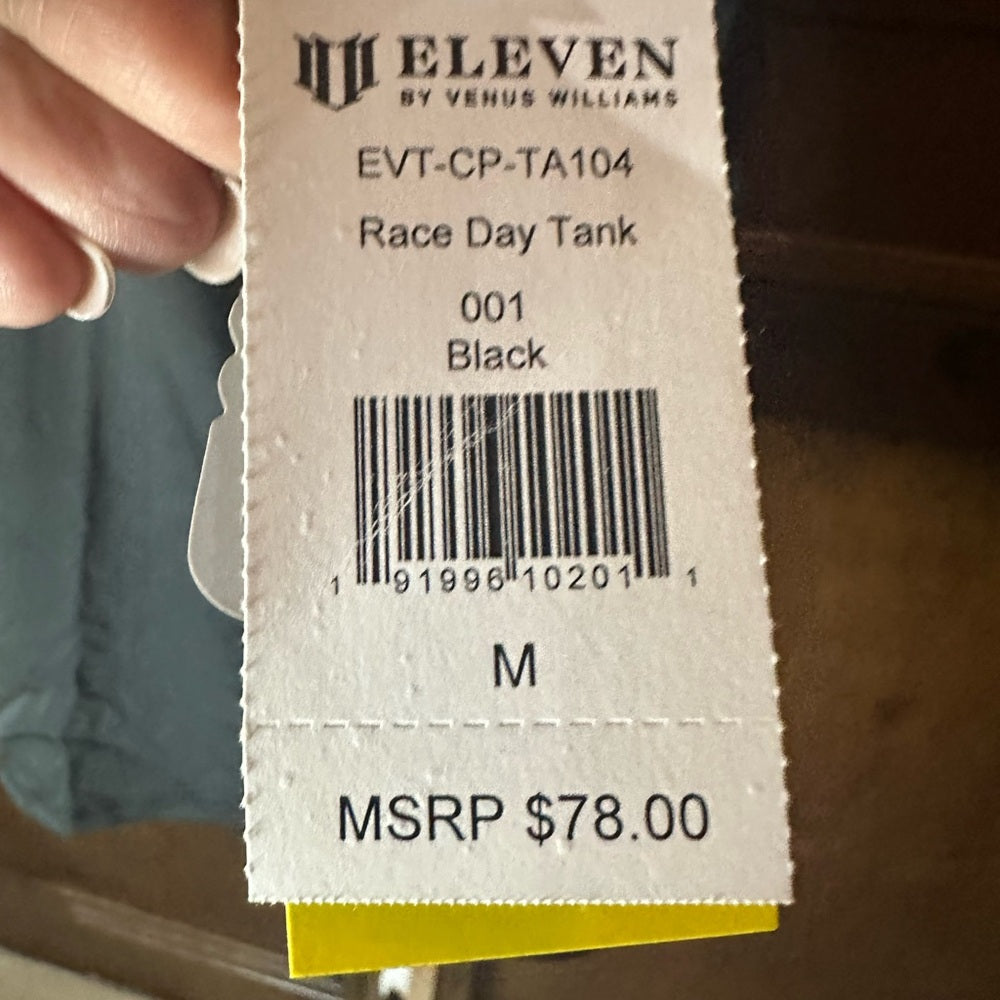 ELEVEN
BY VENUS WILLIAMS
EVT-CP-TA104
Race Day Tank
001
Black
1 91996 10201 1
M
MSRP $78.00